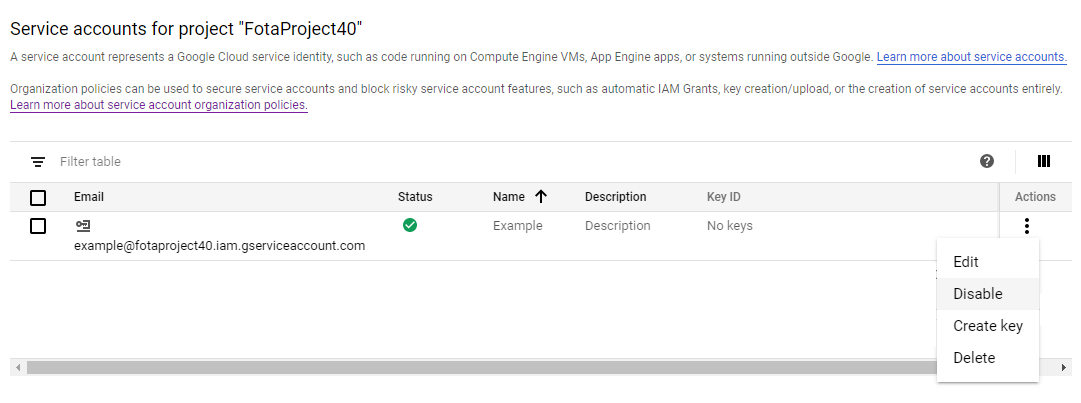 Service accounts for project "FotaProject40"
A service account represents a Google Cloud service identity, such as code running on Compute Engine VMs, App Engine apps, or systems running outside Google. Learn more about service accounts.
Organization policies can be used to secure service accounts and block risky service account features, such as automatic IAM Grants, key creation/upload, or the creation of service accounts entirely.
Learn more about service account organization policies.
Filter table
Email Status Name Description Key ID Actions
Example Description No keys
example@fotaproject40.iam.gserviceaccount.com
Edit
Disable
Create key
Delete